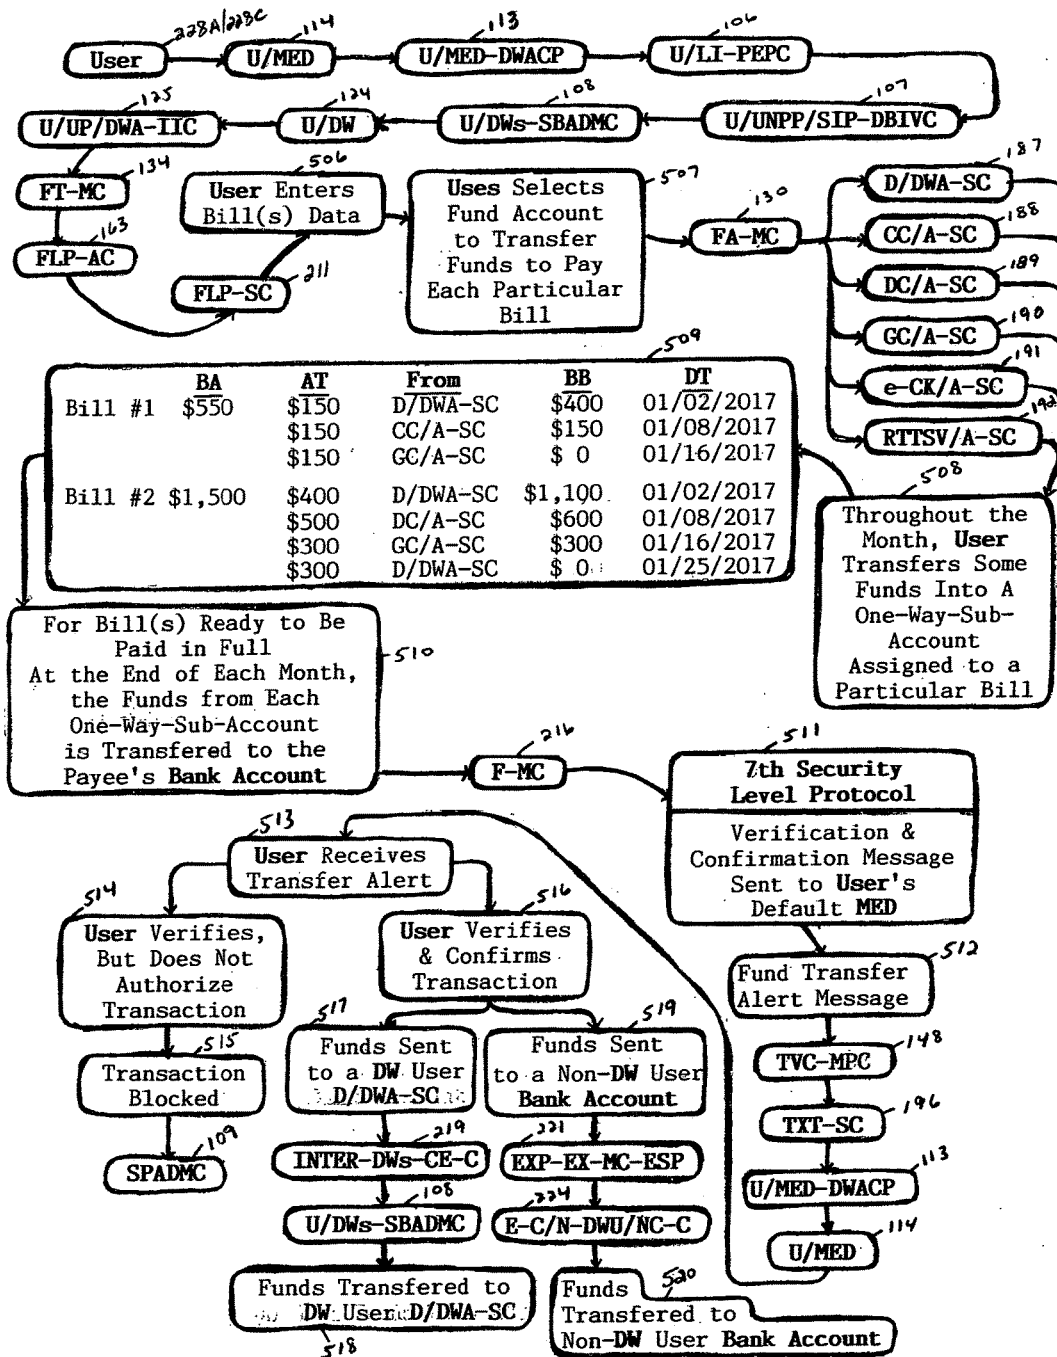 228A/228C
114
113
106
User
U/MED
U/MED-DWACP
U/LI-PEPC
125
124
108
107
U/UP/DWA-IIC
U/DW
U/DWs-SBADMC
U/UNPP/SIP-DBIVC
134
FT-MC
163
FLP-AC
211
FLP-SC
506
User Enters
Bill(s) Data
507
Uses Selects
Fund Account
to Transfer
Funds to Pay
Each Particular
Bill
130
FA-MC
187
D/DWA-SC
188
CC/A-SC
189
DC/A-SC
190
GC/A-SC
191
e-CK/A-SC
192
RTTSV/A-SC
509
BA AT From BB DT
Bill #1 $550 $150 D/DWA-SC $400 01/02/2017
$150 CC/A-SC $150 01/08/2017
$150 GC/A-SC $ 0 01/16/2017
Bill #2 $1,500 $400 D/DWA-SC $1,100 01/02/2017
$500 DC/A-SC $600 01/08/2017
$300 GC/A-SC $300 01/16/2017
$300 D/DWA-SC $ 0 01/25/2017
508
Throughout the
Month, User
Transfers Some
Funds Into A
One-Way-Sub-
Account
Assigned to a
Particular Bill
For Bill(s) Ready to Be
Paid in Full
At the End of Each Month,
the Funds from Each
One-Way-Sub-Account
is Transfered to the
Payee's Bank Account
510
216
F-MC
511
7th Security
Level Protocol
Verification &
Confirmation Message
Sent to User's
Default MED
512
Fund Transfer
Alert Message
148
TVC-MPC
196
TXT-SC
113
U/MED-DWACP
114
U/MED
513
User Receives
Transfer Alert
514
User Verifies,
But Does Not
Authorize
Transaction
515
Transaction
Blocked
109
SPADMC
516
User Verifies
& Confirms
Transaction
517
Funds Sent
to a DW User
D/DWA-SC
219
INTER-DWs-CE-C
108
U/DWs-SBADMC
Funds Transfered to
DW User D/DWA-SC
518
519
Funds Sent
to a Non-DW User
Bank Account
221
EXP-EX-MC-ESP
224
E-C/N-DWU/NC-C
520
Funds
Transfered to
Non-DW User Bank Account